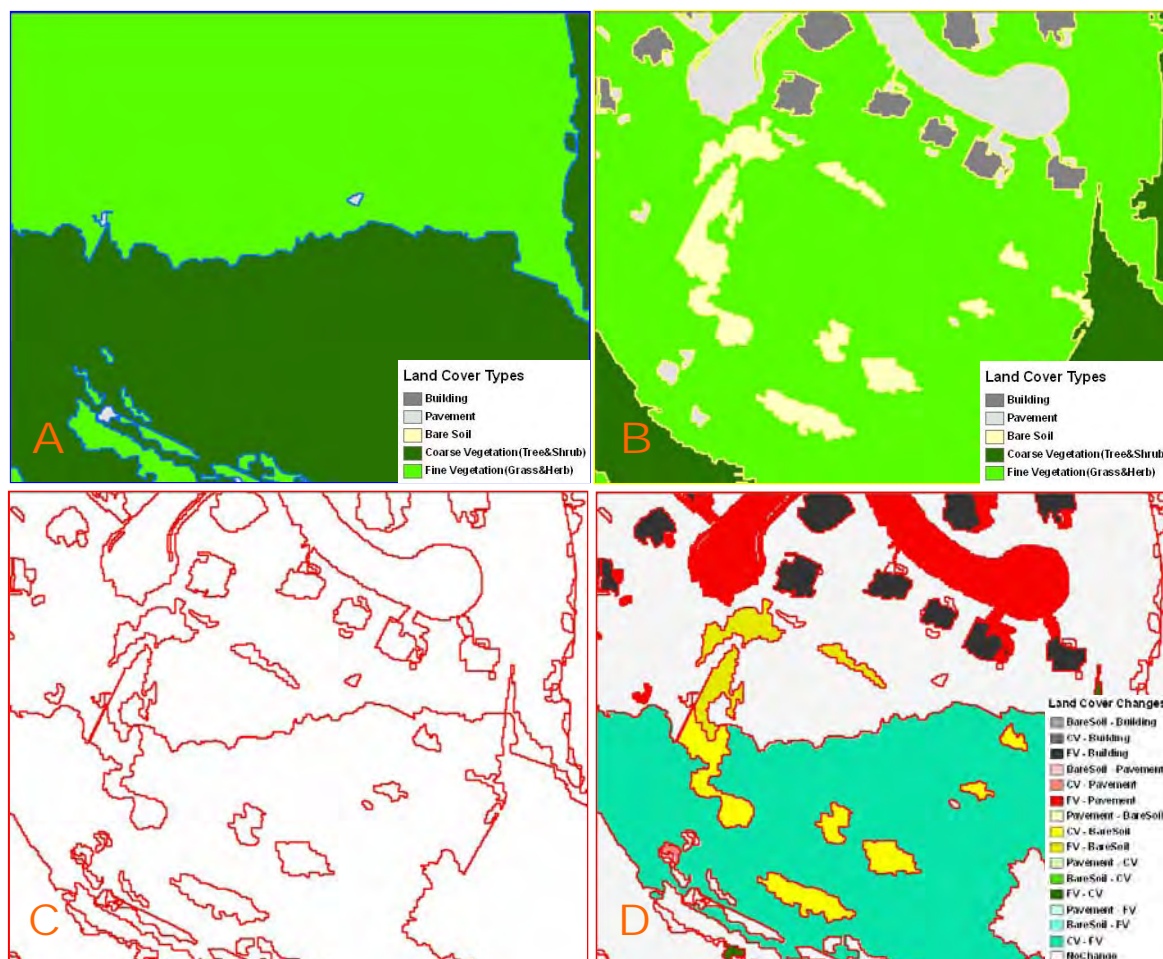 Land Cover Types
Building
Pavement
Bare Soil
Coarse Vegetation(Tree&Shrub)
Fine Vegetation(Grass&Herb)
A
Land Cover Types
Building
Pavement
Bare Soil
Coarse Vegetation(Tree&Shrub)
Fine Vegetation(Grass&Herb)
B
C
Land Cover Changes
BareSoil - Building
CV - Building
FV - Building
BareSoil - Pavement
CV - Pavement
FV - Pavement
Pavement - BareSoil
CV - BareSoil
FV - BareSoil
Pavement - CV
BareSoil - CV
FV - CV
Pavement - FV
BareSoil - FV
CV - FV
NoChange
D